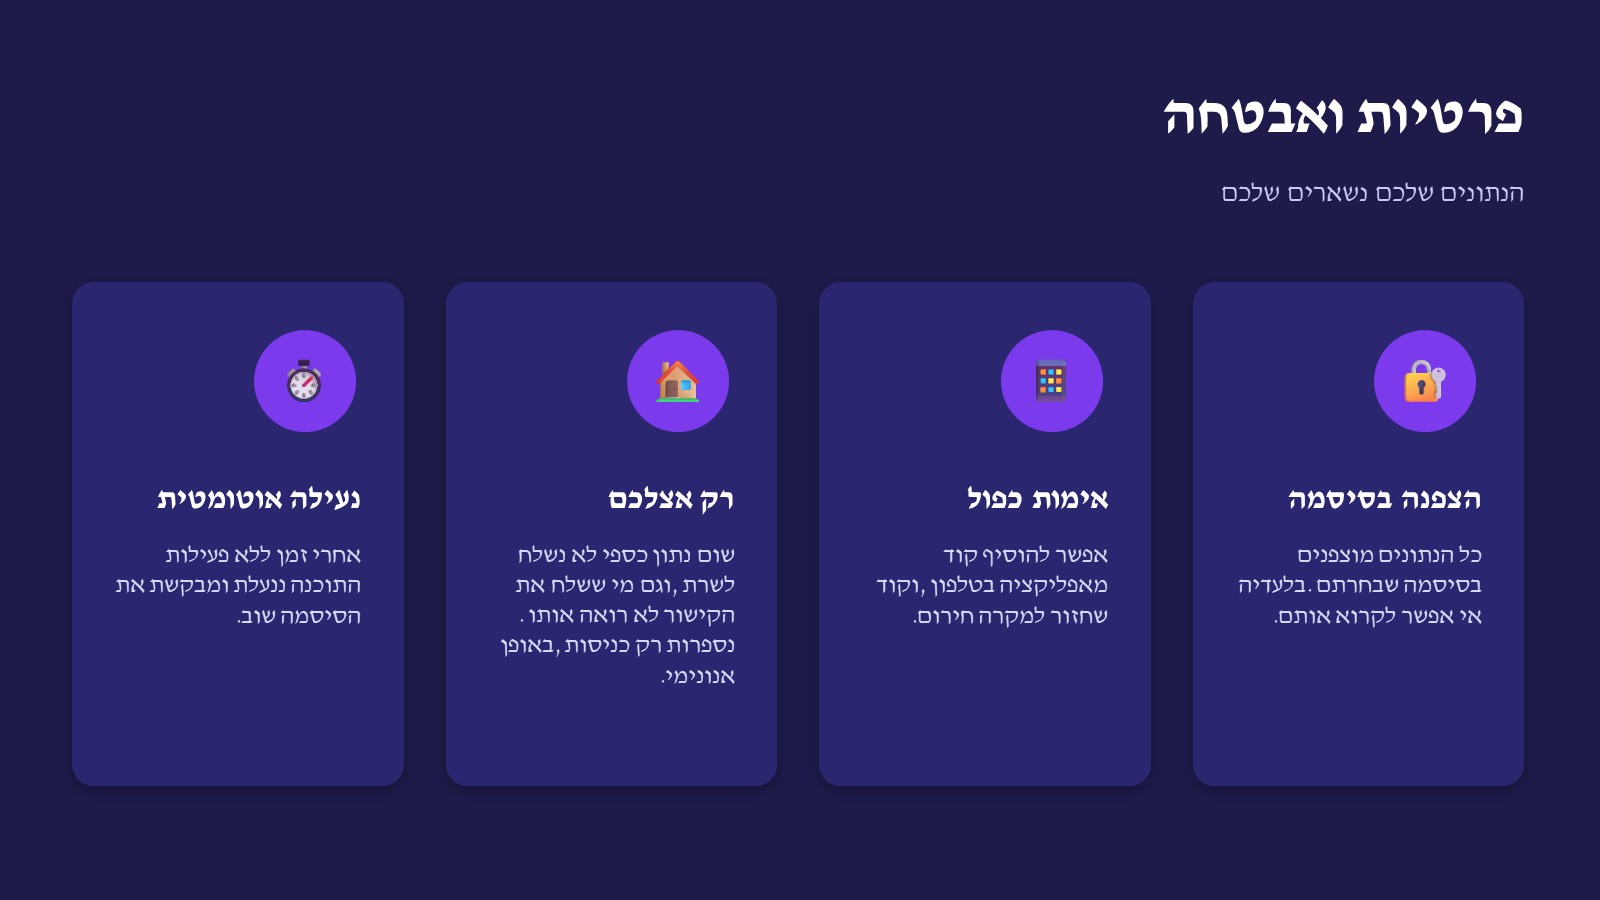 פרטיות ואבטחה
הנתונים שלכם נשארים שלכם
הצפנה בסיסמה
כל הנתונים מוצפנים
בסיסמה שבחרתם. בלעדיה
אי אפשר לקרוא אותם.
אימות כפול
אפשר להוסיף קוד
מאפליקציה בטלפון, וקוד
שחזור למקרה חירום.
רק אצלכם
שום נתון כספי לא נשלח
לשרת, וגם מי ששלח את
הקישור לא רואה אותו.
נספרות רק כניסות, באופן
אנונימי.
נעילה אוטומטית
אחרי זמן ללא פעילות
התוכנה ננעלת ומבקשת את
הסיסמה שוב.